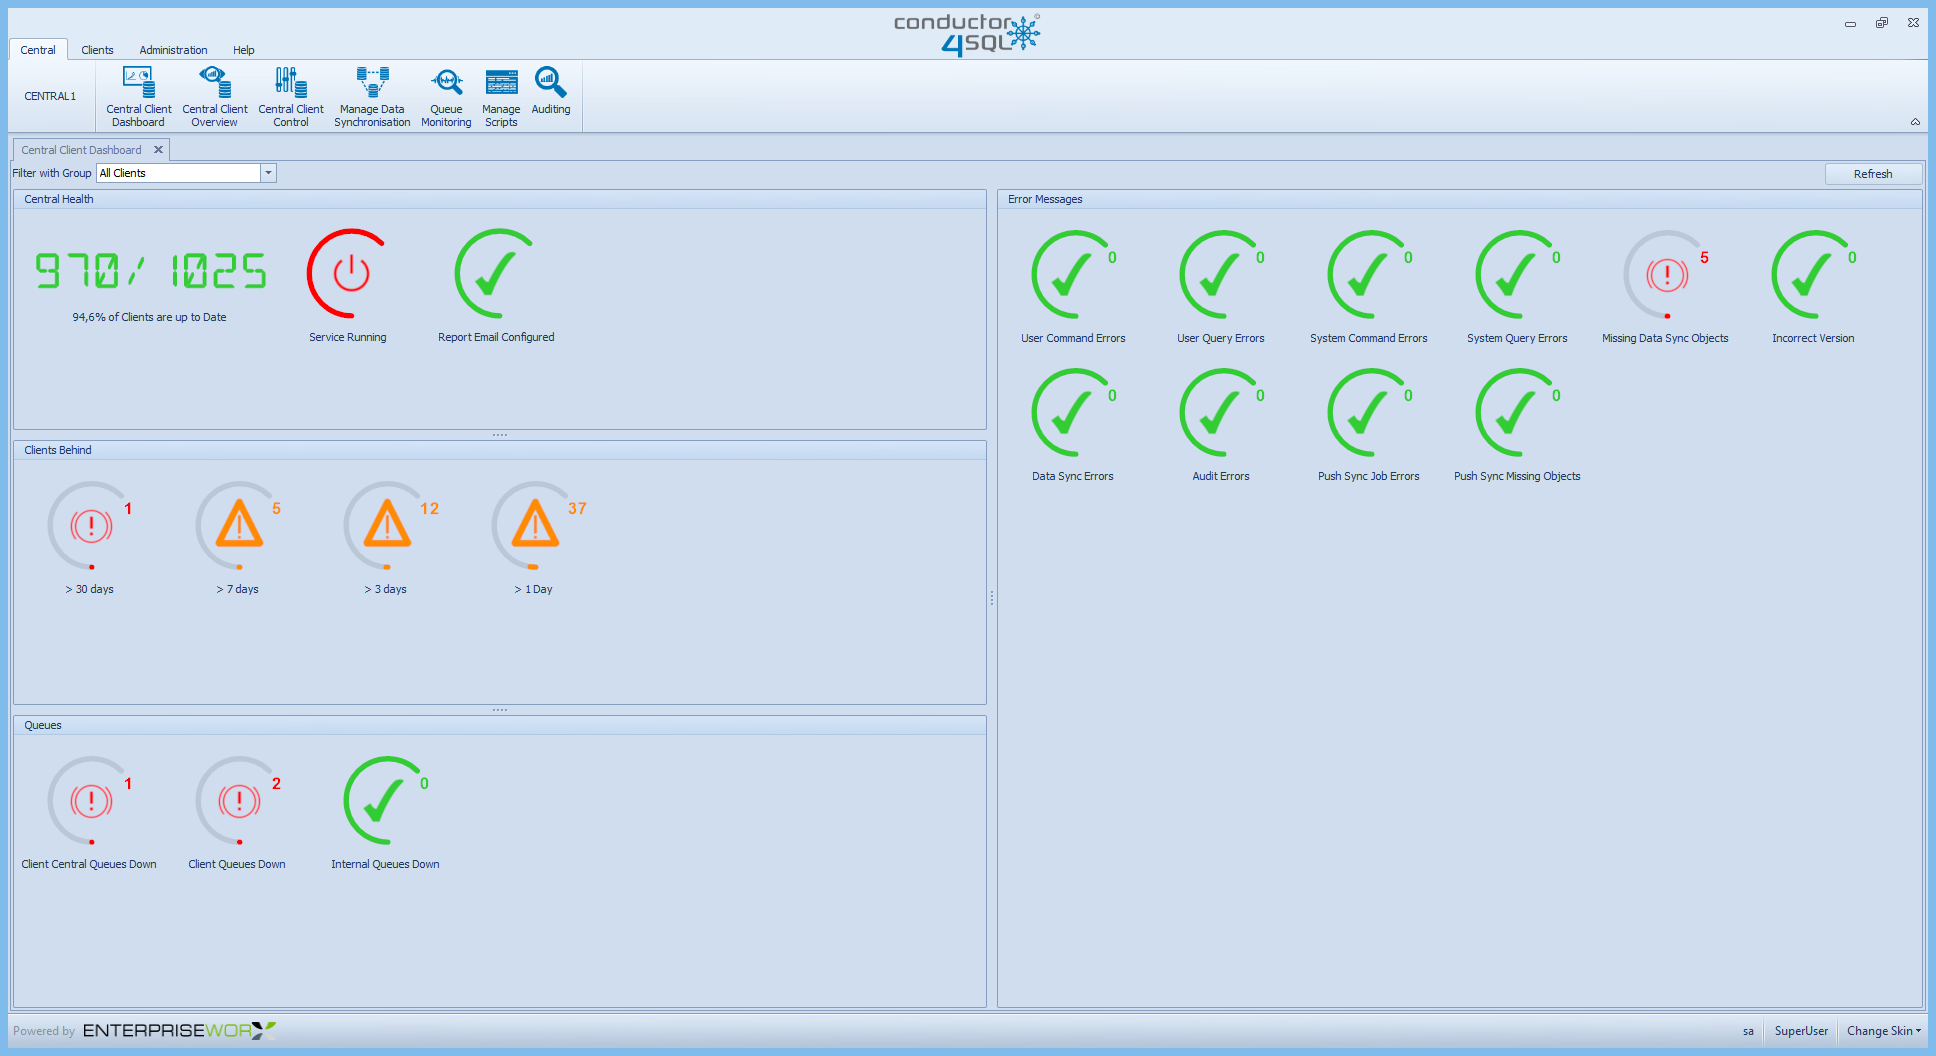 conductor
4SQL
Central Clients Administration Help
CENTRAL1
Central Client
Dashboard
Central Client
Overview
Central Client
Control
Manage Data
Synchronisation
Queue
Monitoring
Manage
Scripts
Auditing
Central Client Dashboard
Filter with Group All Clients
Refresh
Central Health
970/ 1025
94,6% of Clients are up to Date
Service Running
Report Email Configured
Clients Behind
1
> 30 days
5
> 7 days
12
> 3 days
37
> 1 Day
Queues
1
Client Central Queues Down
2
Client Queues Down
0
Internal Queues Down
Error Messages
0
User Command Errors
0
User Query Errors
0
System Command Errors
0
System Query Errors
5
Missing Data Sync Objects
0
Incorrect Version
0
Data Sync Errors
0
Audit Errors
0
Push Sync Job Errors
0
Push Sync Missing Objects
Powered by ENTERPRISEWORX
sa SuperUser Change Skin